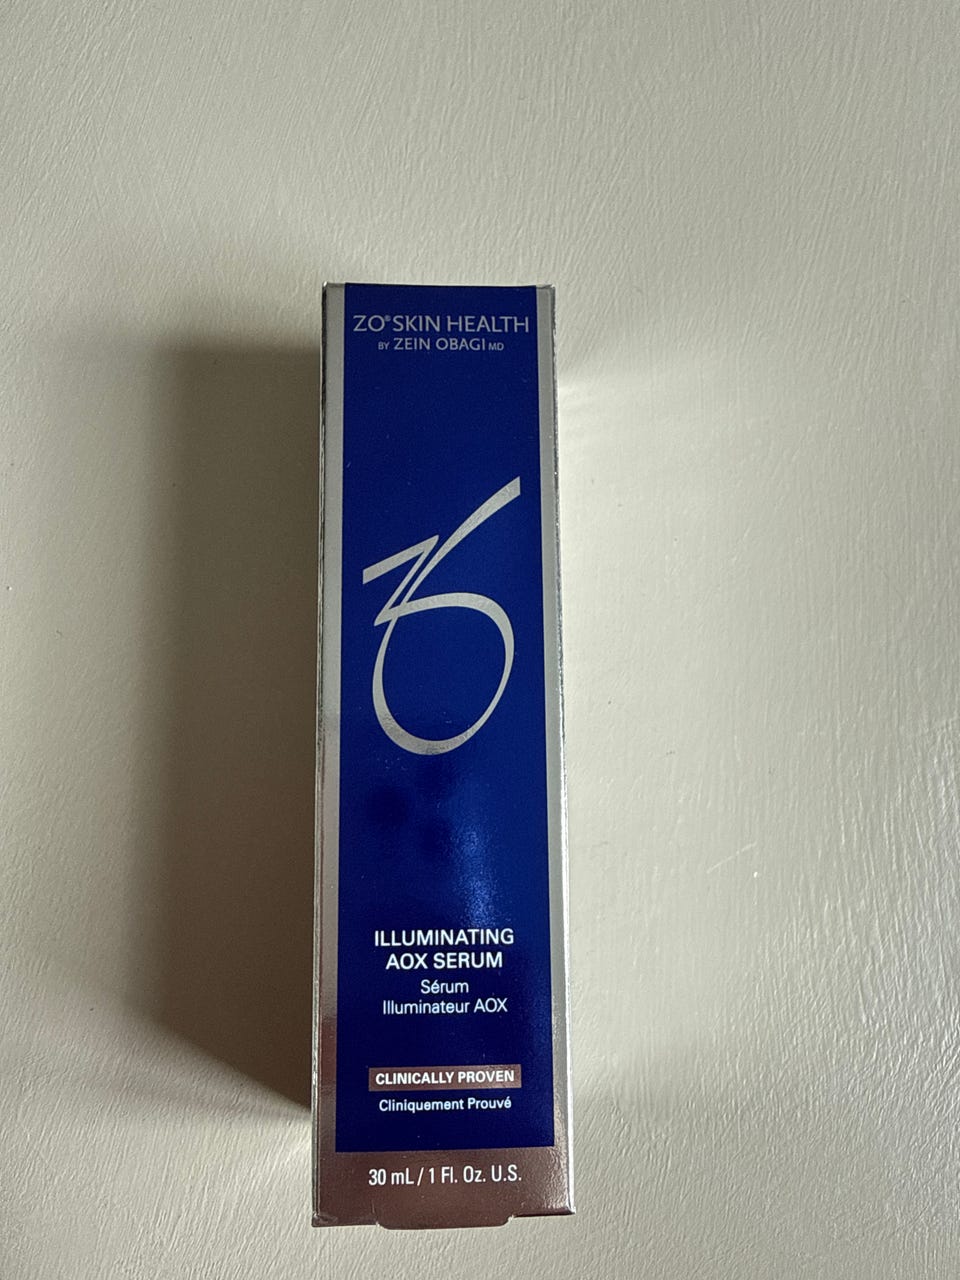 ZO® SKIN HEALTH
BY ZEIN OBAGI MD
ZO
ILLUMINATING
AOX SERUM
Sérum
Illuminateur AOX
CLINICALLY PROVEN
Cliniquement Prouvé
30 mL / 1 Fl. Oz. U.S.